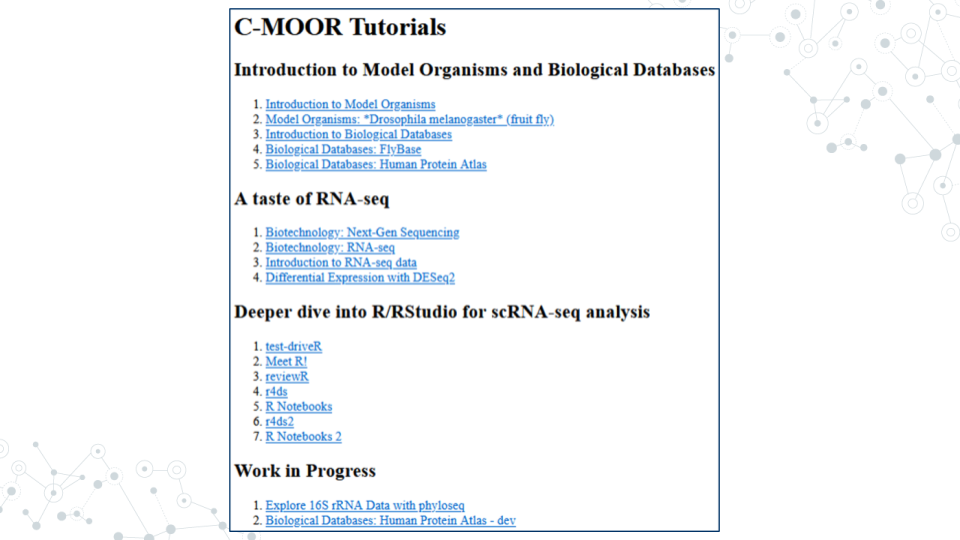 C-MOOR Tutorials
Introduction to Model Organisms and Biological Databases
1. Introduction to Model Organisms
2. Model Organisms: *Drosophila melanogaster* (fruit fly)
3. Introduction to Biological Databases
4. Biological Databases: FlyBase
5. Biological Databases: Human Protein Atlas
A taste of RNA-seq
1. Biotechnology: Next-Gen Sequencing
2. Biotechnology: RNA-seq
3. Introduction to RNA-seq data
4. Differential Expression with DESeq2
Deeper dive into R/RStudio for scRNA-seq analysis
1. test-driveR
2. Meet R!
3. reviewR
4. r4ds
5. R Notebooks
6. r4ds2
7. R Notebooks 2
Work in Progress
1. Explore 16S rRNA Data with phyloseq
2. Biological Databases: Human Protein Atlas - dev